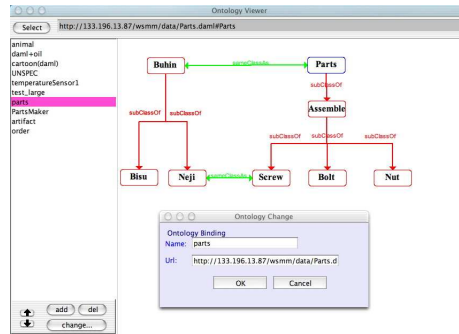 Ontology Viewer
Select http://133.196.13.87/wsmm/data/Parts.daml#Parts
animal
daml+oil
cartoon(daml)
UNSPEC
temperatureSensor1
test_large
parts
PartsMaker
artifact
order
add del
change...
Buhin sameClassAs Parts
subClassOf
Assemble
subClassOf subClassOf
subClassOf subClassOf subClassOf
Bisu Neji sameClassAs Screw Bolt Nut
Ontology Change
Ontology Binding
Name: parts
Url: http://133.196.13.87/wsmm/data/Parts.d
OK Cancel